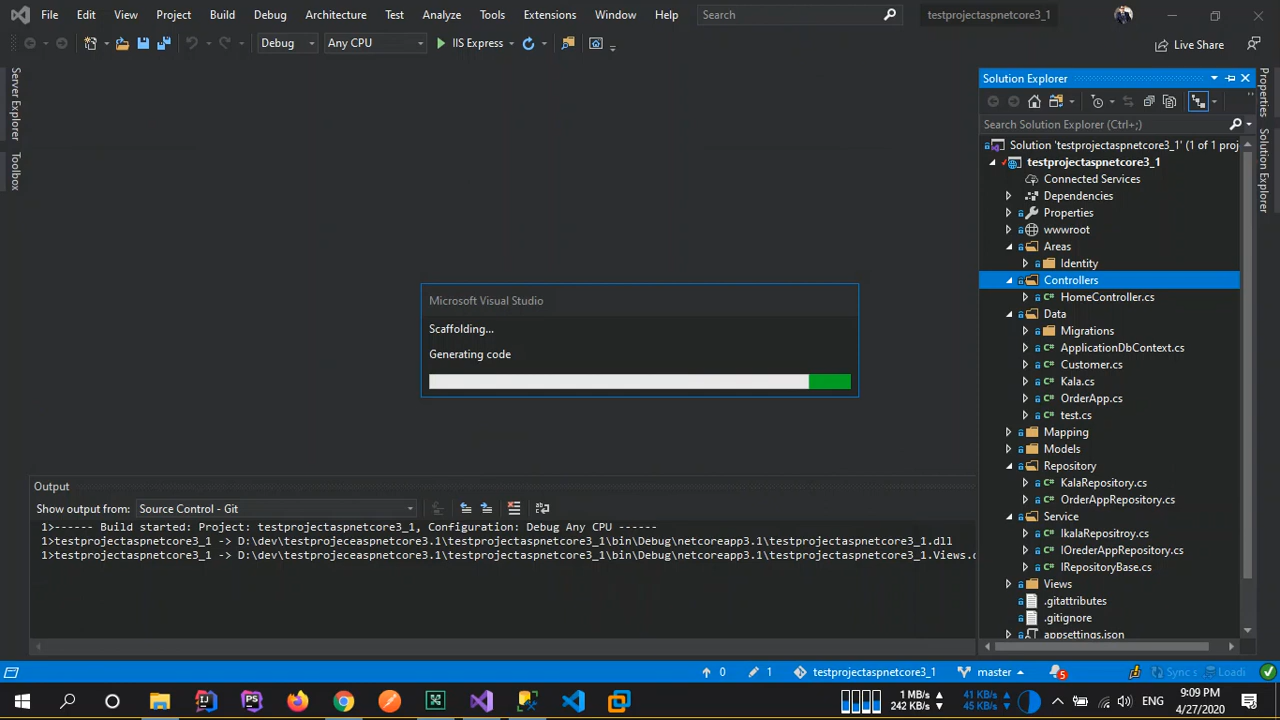 File Edit View Project Build Debug Architecture Test Analyze Tools Extensions Window Help Search testprojectaspnetcore3_1
Debug Any CPU IIS Express Live Share
Server Explorer
Toolbox
Solution Explorer
Search Solution Explorer (Ctrl+;)
Solution 'testprojectaspnetcore3_1' (1 of 1 proj
testprojectaspnetcore3_1
Connected Services
Dependencies
Properties
wwwroot
Areas
Identity
Controllers
C# HomeController.cs
Data
Migrations
C# ApplicationDbContext.cs
C# Customer.cs
C# Kala.cs
C# OrderApp.cs
C# test.cs
Mapping
Models
Repository
C# KalaRepository.cs
C# OrderAppRepository.cs
Service
C# IkalaRepositroy.cs
C# IOrederAppRepository.cs
C# IRepositoryBase.cs
Views
.gitattributes
.gitignore
appsettings.json
Properties
Solution Explorer
Microsoft Visual Studio
Scaffolding...
Generating code
Output
Show output from: Source Control - Git
1>------ Build started: Project: testprojectaspnetcore3_1, Configuration: Debug Any CPU ------
1>testprojectaspnetcore3_1 -> D:\dev\testprojeceaspnetcore3.1\testprojectaspnetcore3_1\bin\Debug\netcoreapp3.1\testprojectaspnetcore3_1.dll
1>testprojectaspnetcore3_1 -> D:\dev\testprojeceaspnetcore3.1\testprojectaspnetcore3_1\bin\Debug\netcoreapp3.1\testprojectaspnetcore3_1.Views.d
0 1 testprojectaspnetcore3_1 master 5 Sync s Loadi
1 MB/s 41 KB/s ENG 9:09 PM
242 KB/s 45 KB/s 4/27/2020